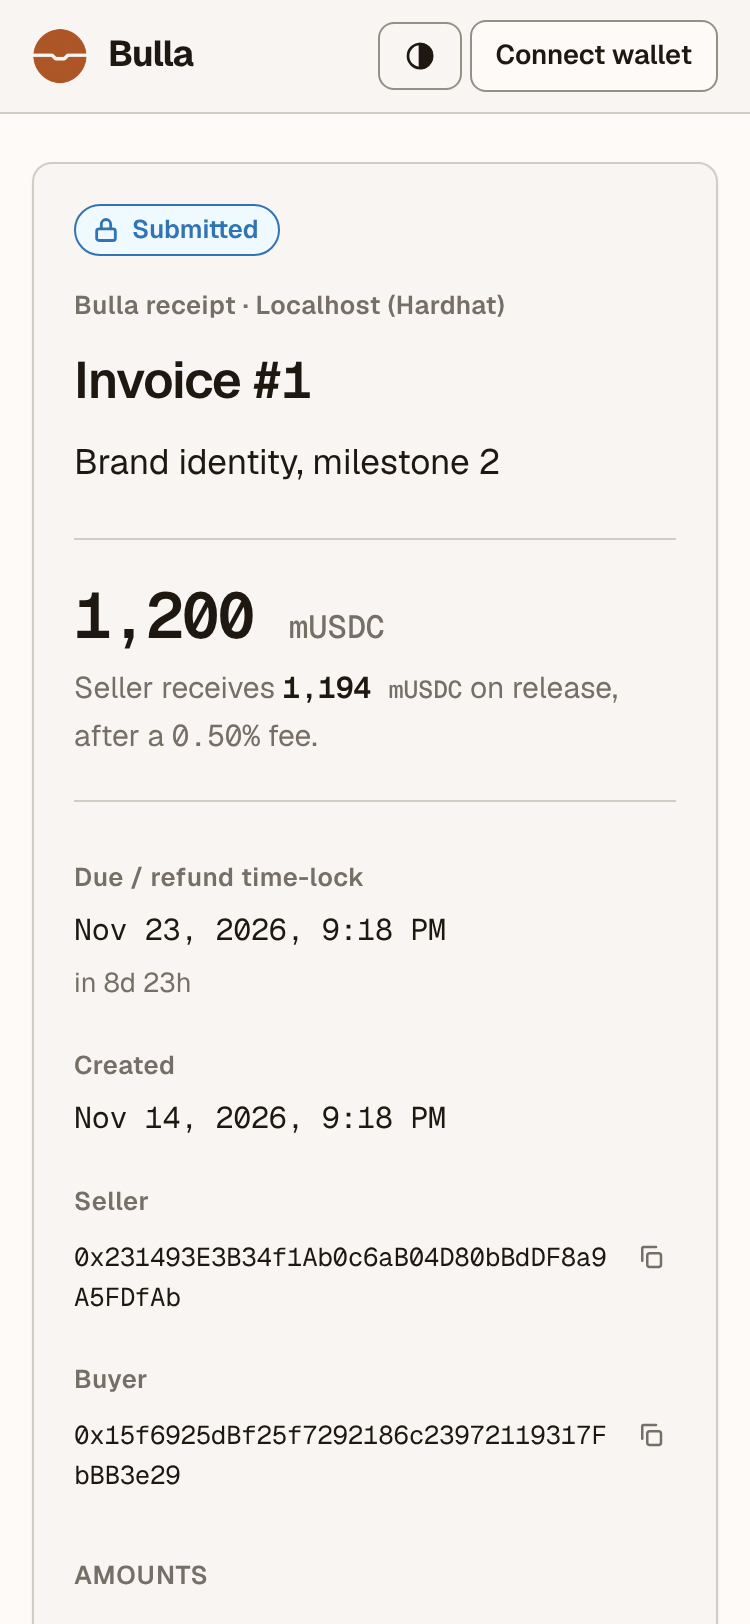 Bulla
Connect wallet
Submitted
Bulla receipt · Localhost (Hardhat)
Invoice #1
Brand identity, milestone 2
1,200 mUSDC
Seller receives 1,194 mUSDC on release,
after a 0.50% fee.
Due / refund time-lock
Nov 23, 2026, 9:18 PM
in 8d 23h
Created
Nov 14, 2026, 9:18 PM
Seller
0x231493E3B34f1Ab0c6aB04D80bBdDF8a9
A5FDfAb
Buyer
0x15f6925dBf25f7292186c23972119317F
bBB3e29
AMOUNTS